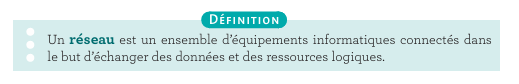 DÉFINITION
Un réseau est un ensemble d'équipements informatiques connectés dans
le but d'échanger des données et des ressources logiques.